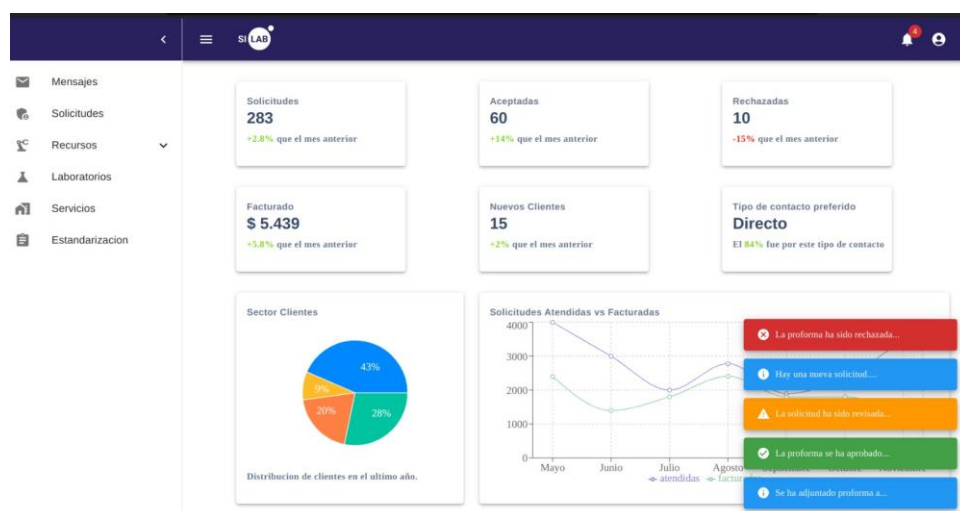 SI LAB
4
Mensajes
Solicitudes
Recursos
Laboratorios
Servicios
Estandarizacion
Solicitudes
283
+2.8% que el mes anterior
Aceptadas
60
+14% que el mes anterior
Rechazadas
10
-15% que el mes anterior
Facturado
$ 5.439
+5.8% que el mes anterior
Nuevos Clientes
15
+2% que el mes anterior
Tipo de contacto preferido
Directo
El 84% fue por este tipo de contacto
Sector Clientes
43%
9%
20%
28%
Distribucion de clientes en el ultimo año.
Solicitudes Atendidas vs Facturadas
4000
3000
2000
1000
0
Mayo Junio Julio Agosto
atendidas
La proforma ha sido rechazada...
Hay una nueva solicitud....
La solicitud ha sido revisada...
La proforma se ha aprobado...
Se ha adjuntado proforma a...